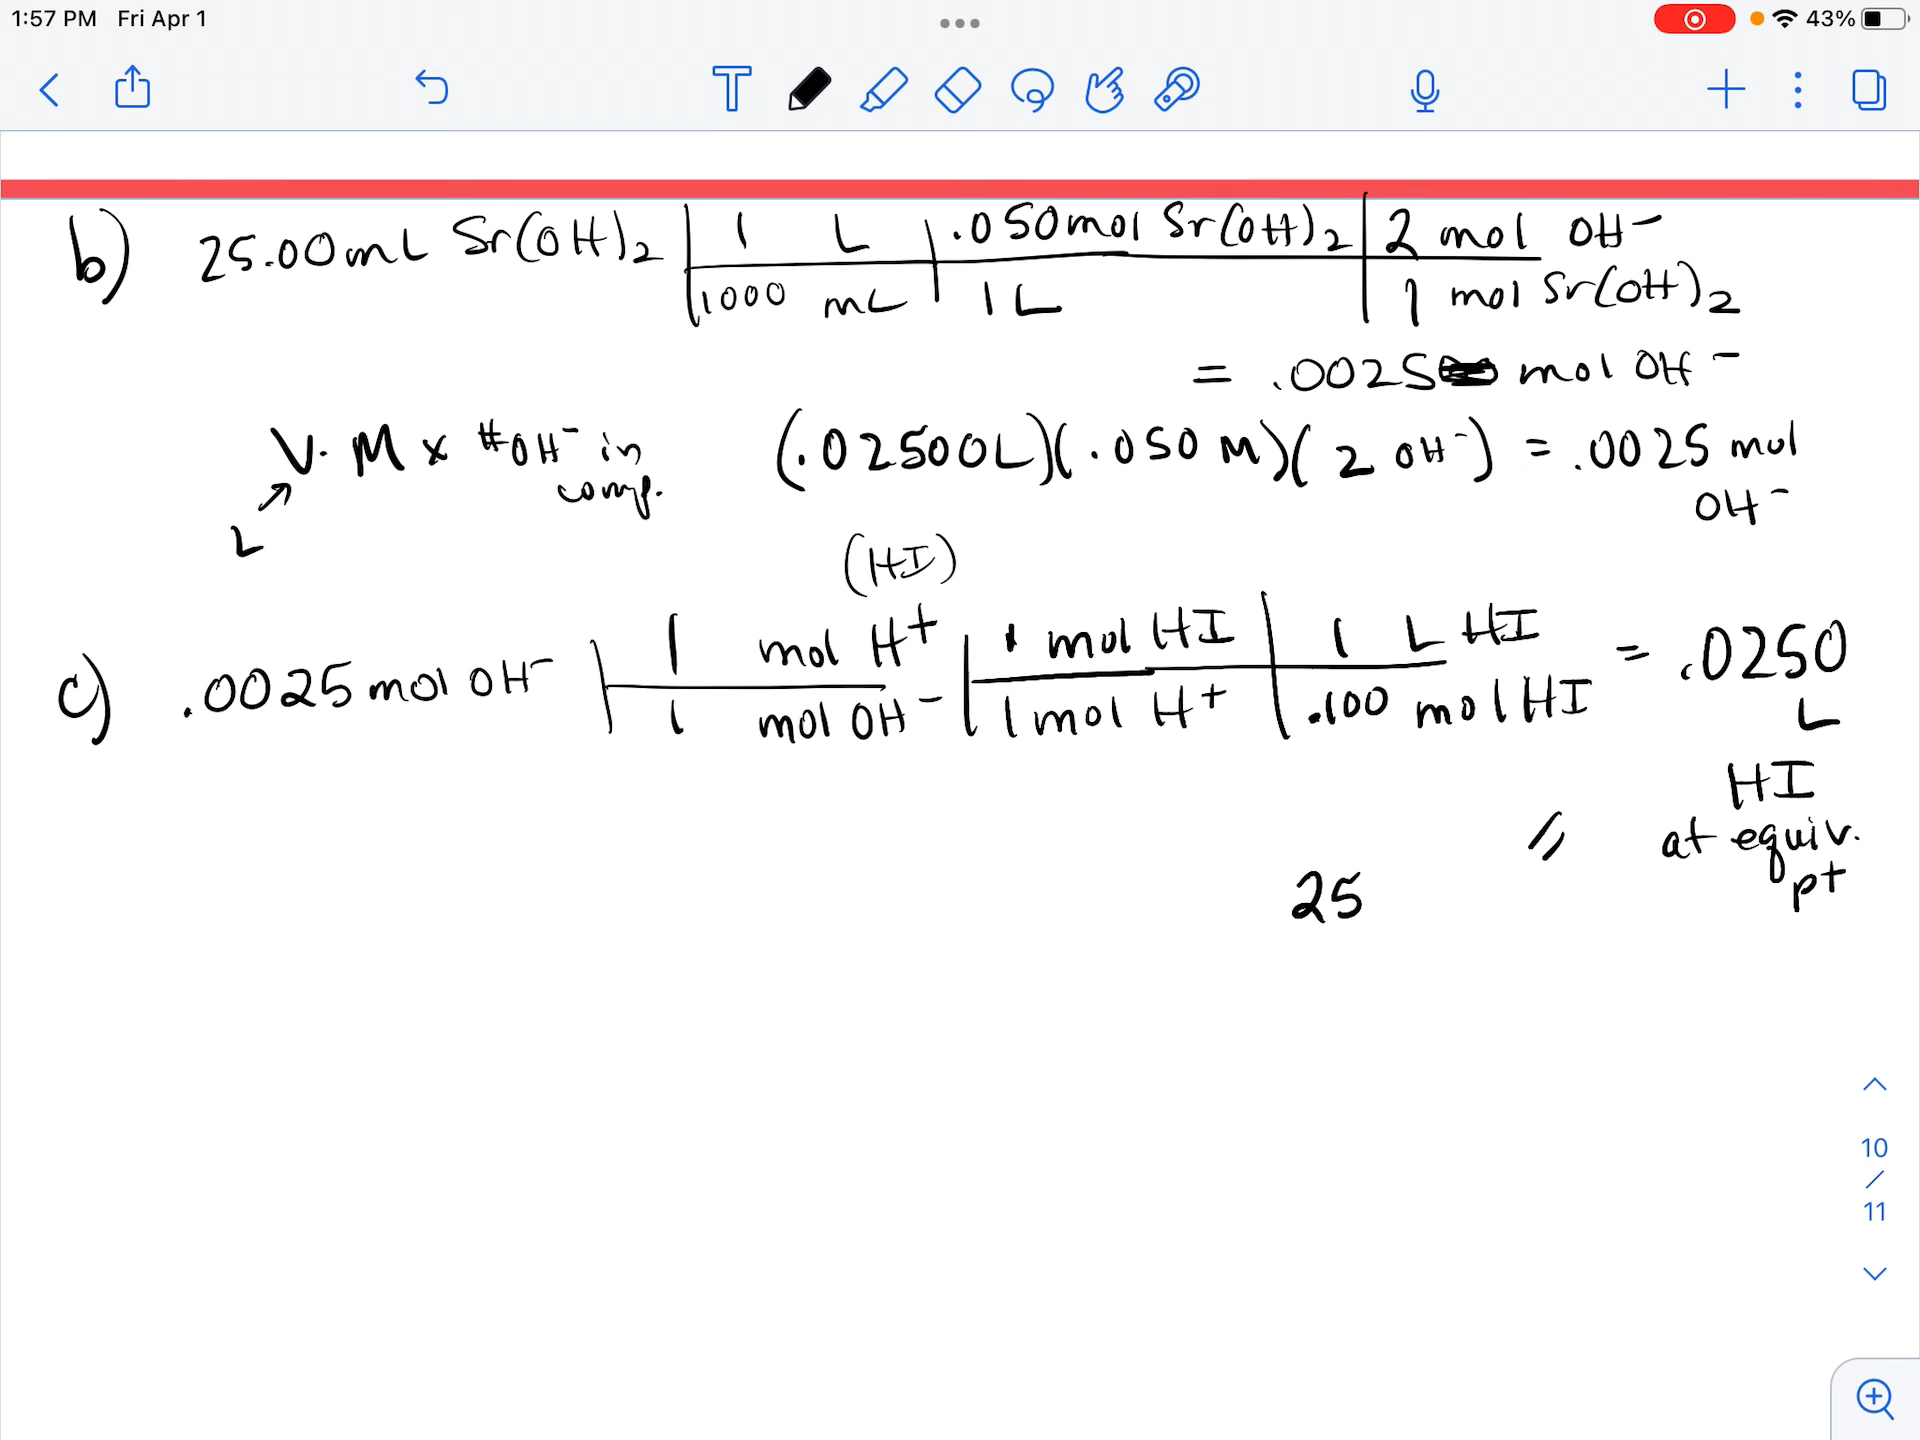 1:57 PM Fri Apr 1
43%
b) 25.00mL Sr(OH)2 | 1 L | .050mol Sr(OH)2 | 2 mol OH-
1000 mL | 1L | 1 mol Sr(OH)2
= .0025 mol OH-
V. M x #OH- in comp. (.02500L)(.050 M)(2 OH-) = .0025 mol OH-
L
(HI)
c) .0025 mol OH- | 1 mol H+ | 1 mol HI | 1 L HI = .0250 L
1 mol OH- | 1 mol H+ | .100 mol HI
HI
at equiv.
pt
25
10
/
11